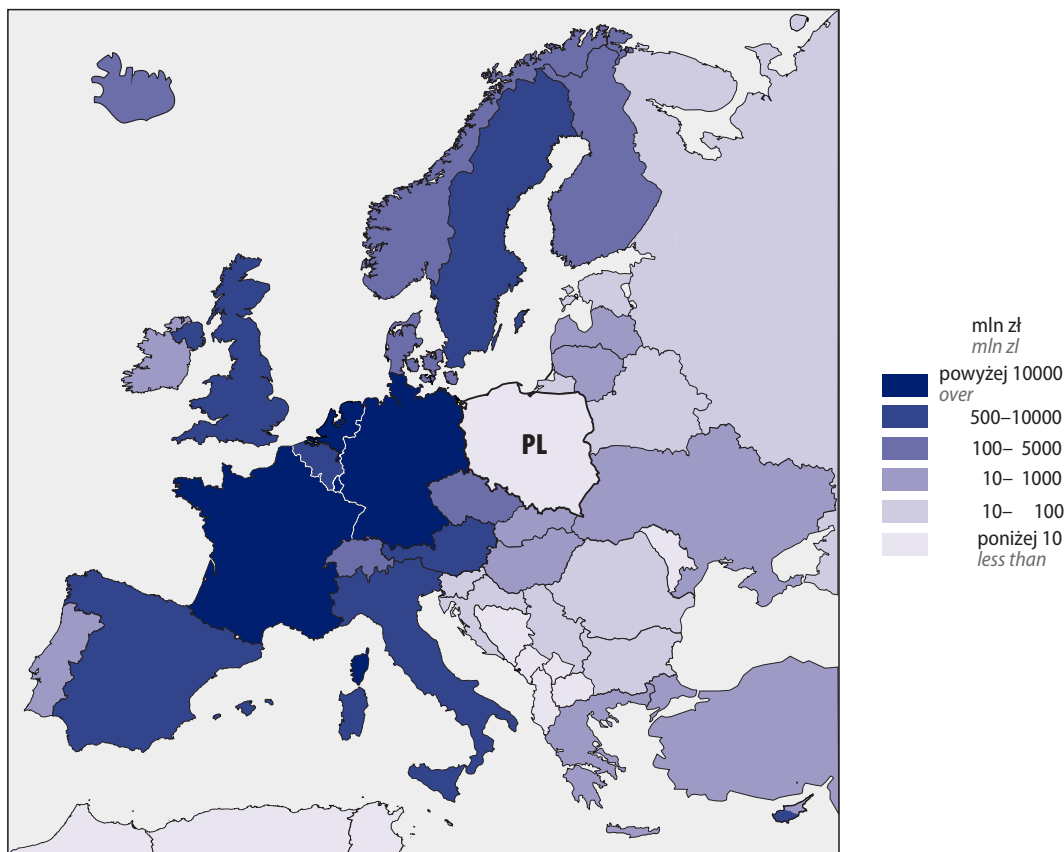 PL
mln zł
mln zl
powyżej 10000
over
500–10000
100– 5000
10– 1000
10– 100
poniżej 10
less than